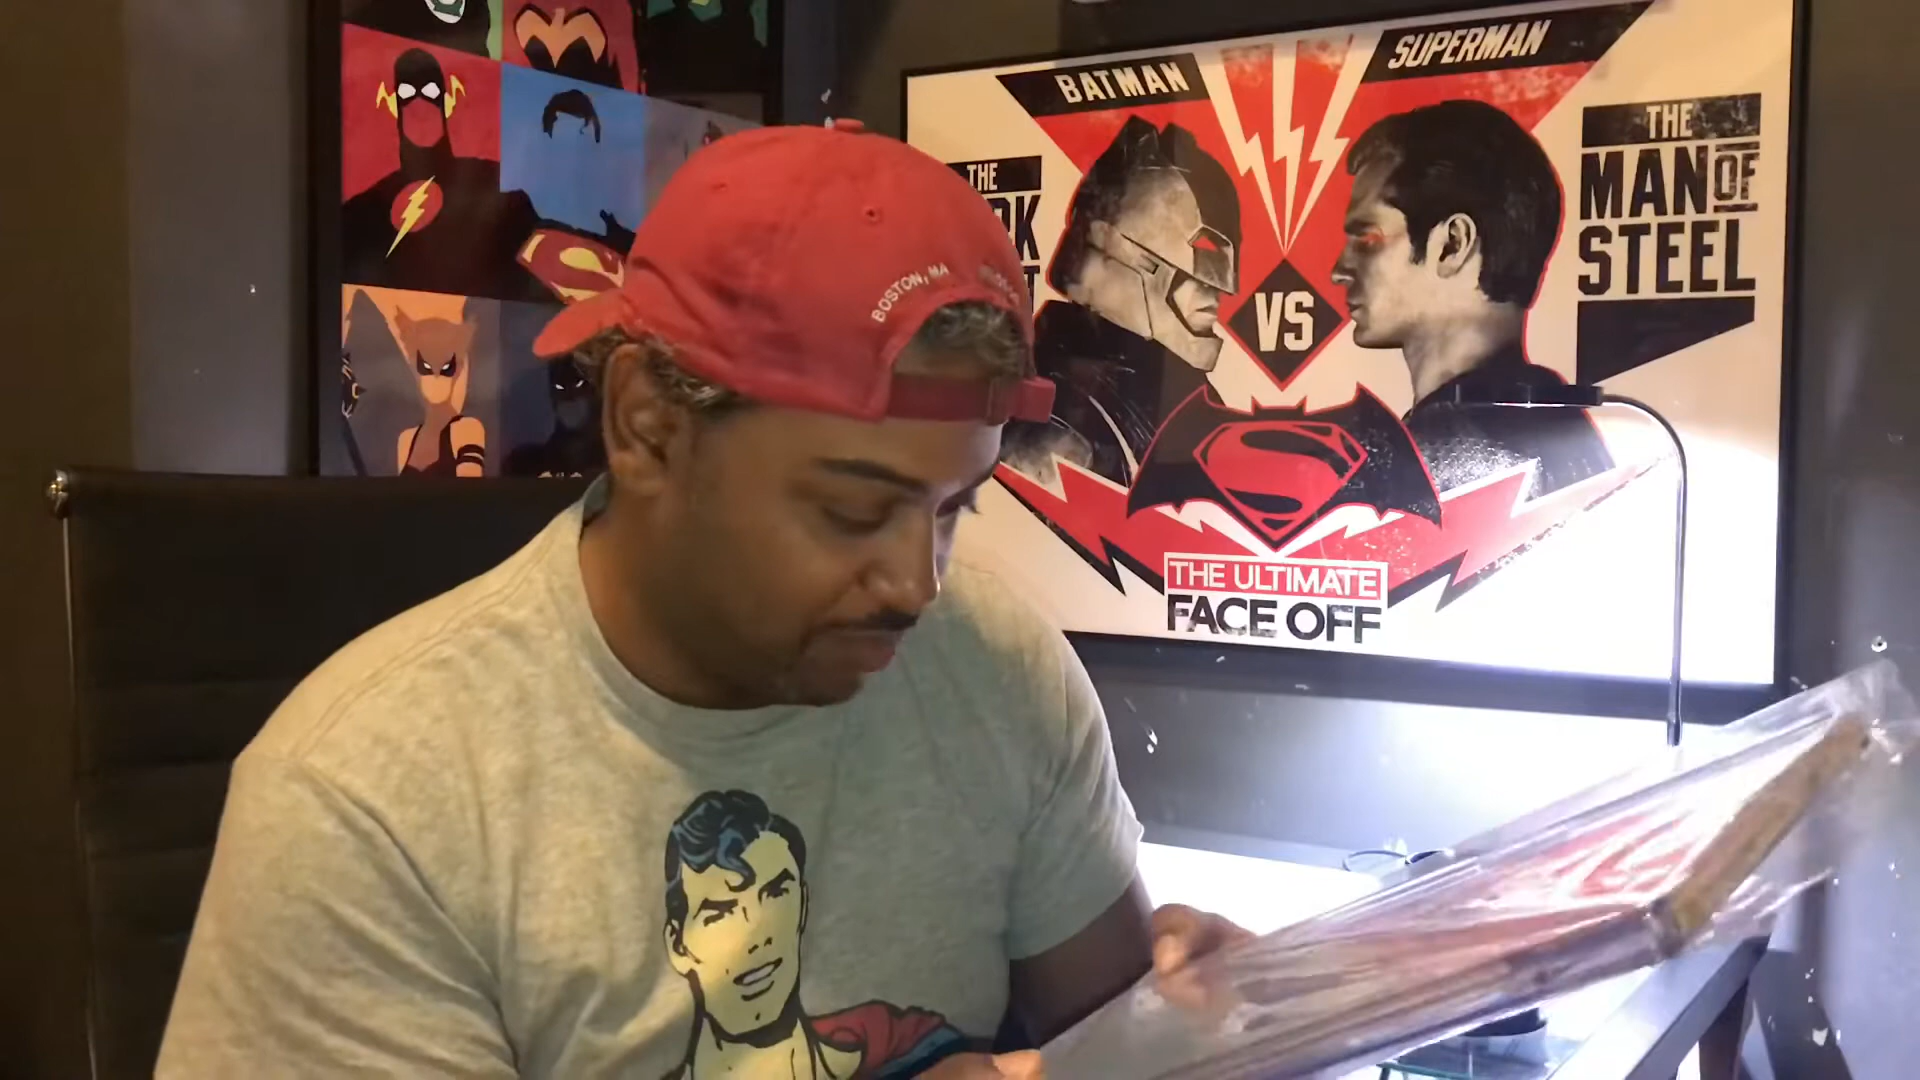 BATMAN
SUPERMAN
THE
THE
MAN OF
STEEL
VS
BOSTON, MA
THE ULTIMATE
FACE OFF